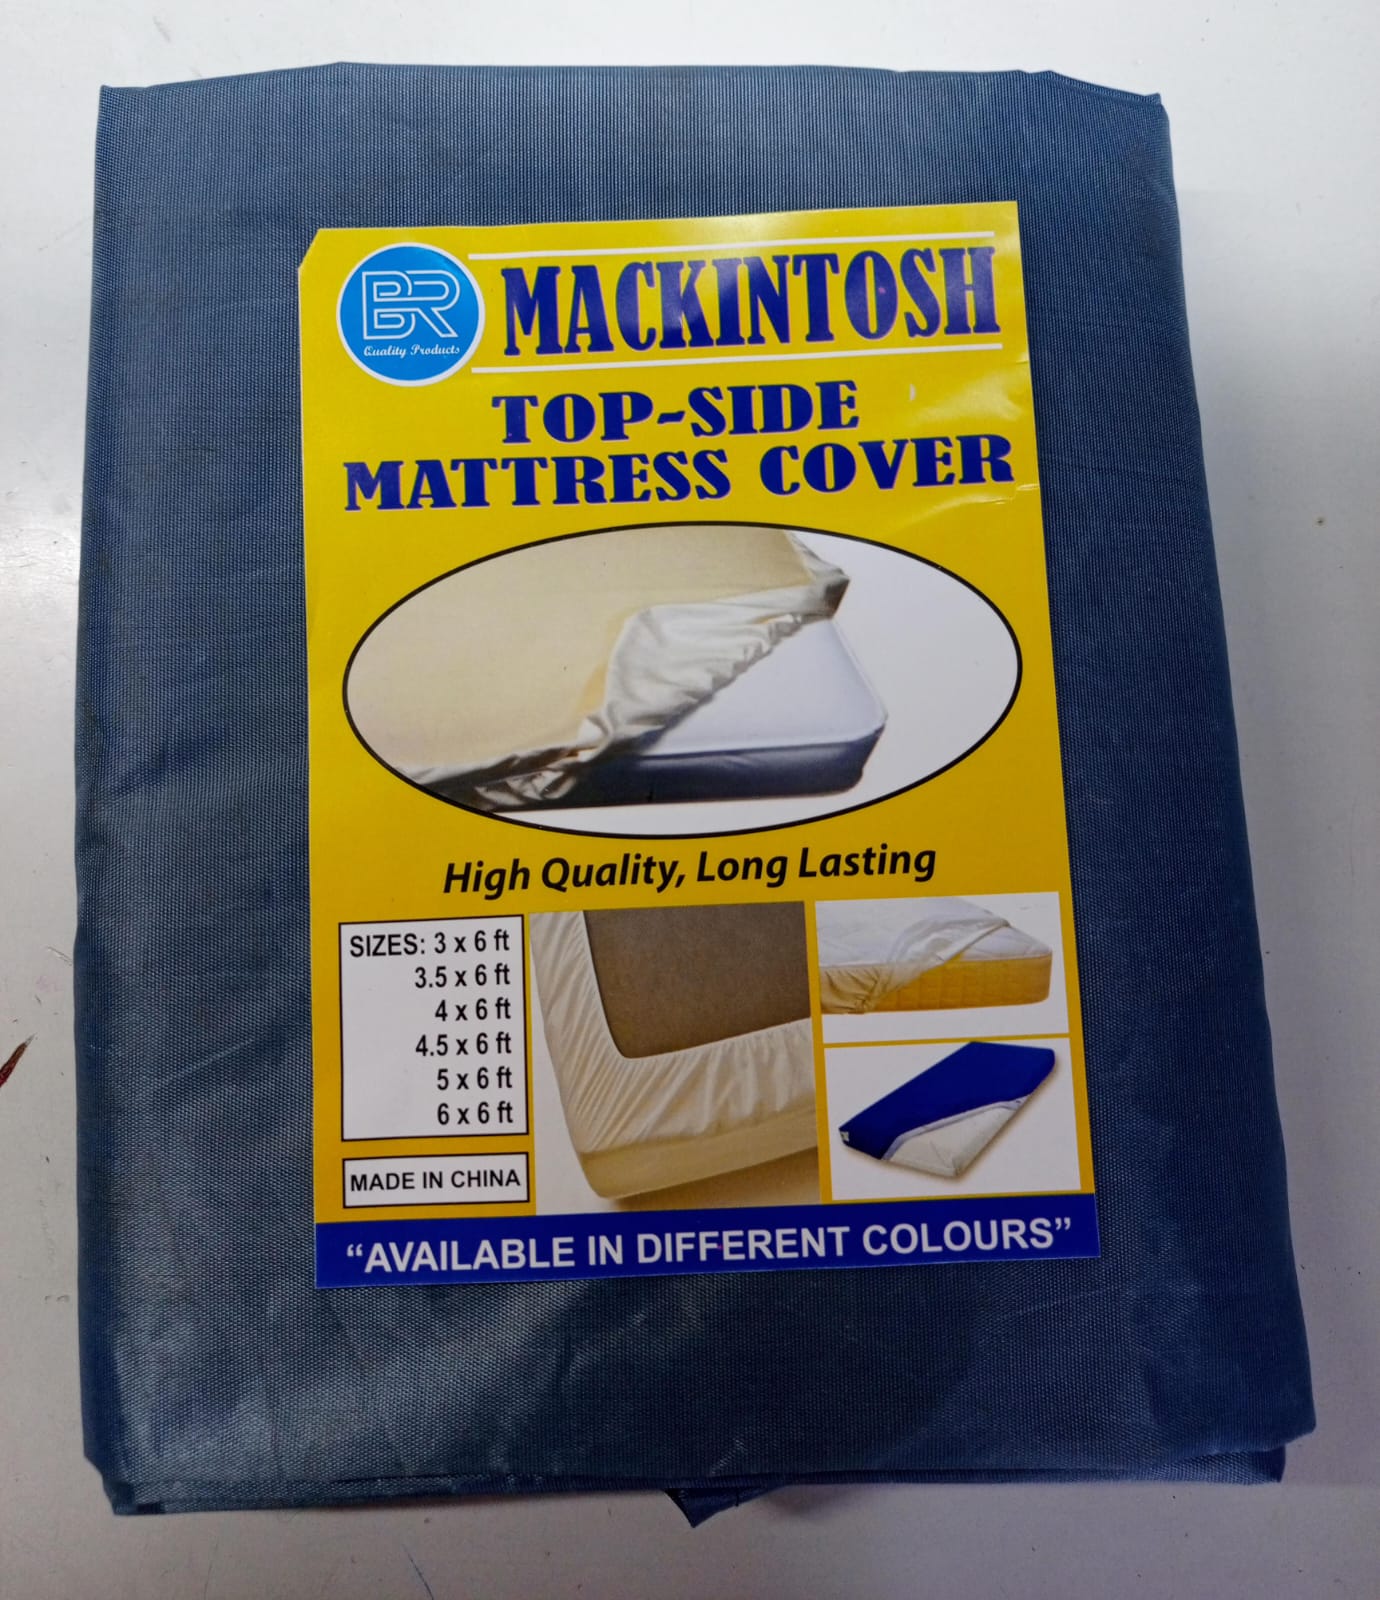 BR
Quality Products
MACKINTOSH
TOP-SIDE
MATTRESS COVER
High Quality, Long Lasting
SIZES: 3 x 6 ft
3.5 x 6 ft
4 x 6 ft
4.5 x 6 ft
5 x 6 ft
6 x 6 ft
MADE IN CHINA
“AVAILABLE IN DIFFERENT COLOURS”